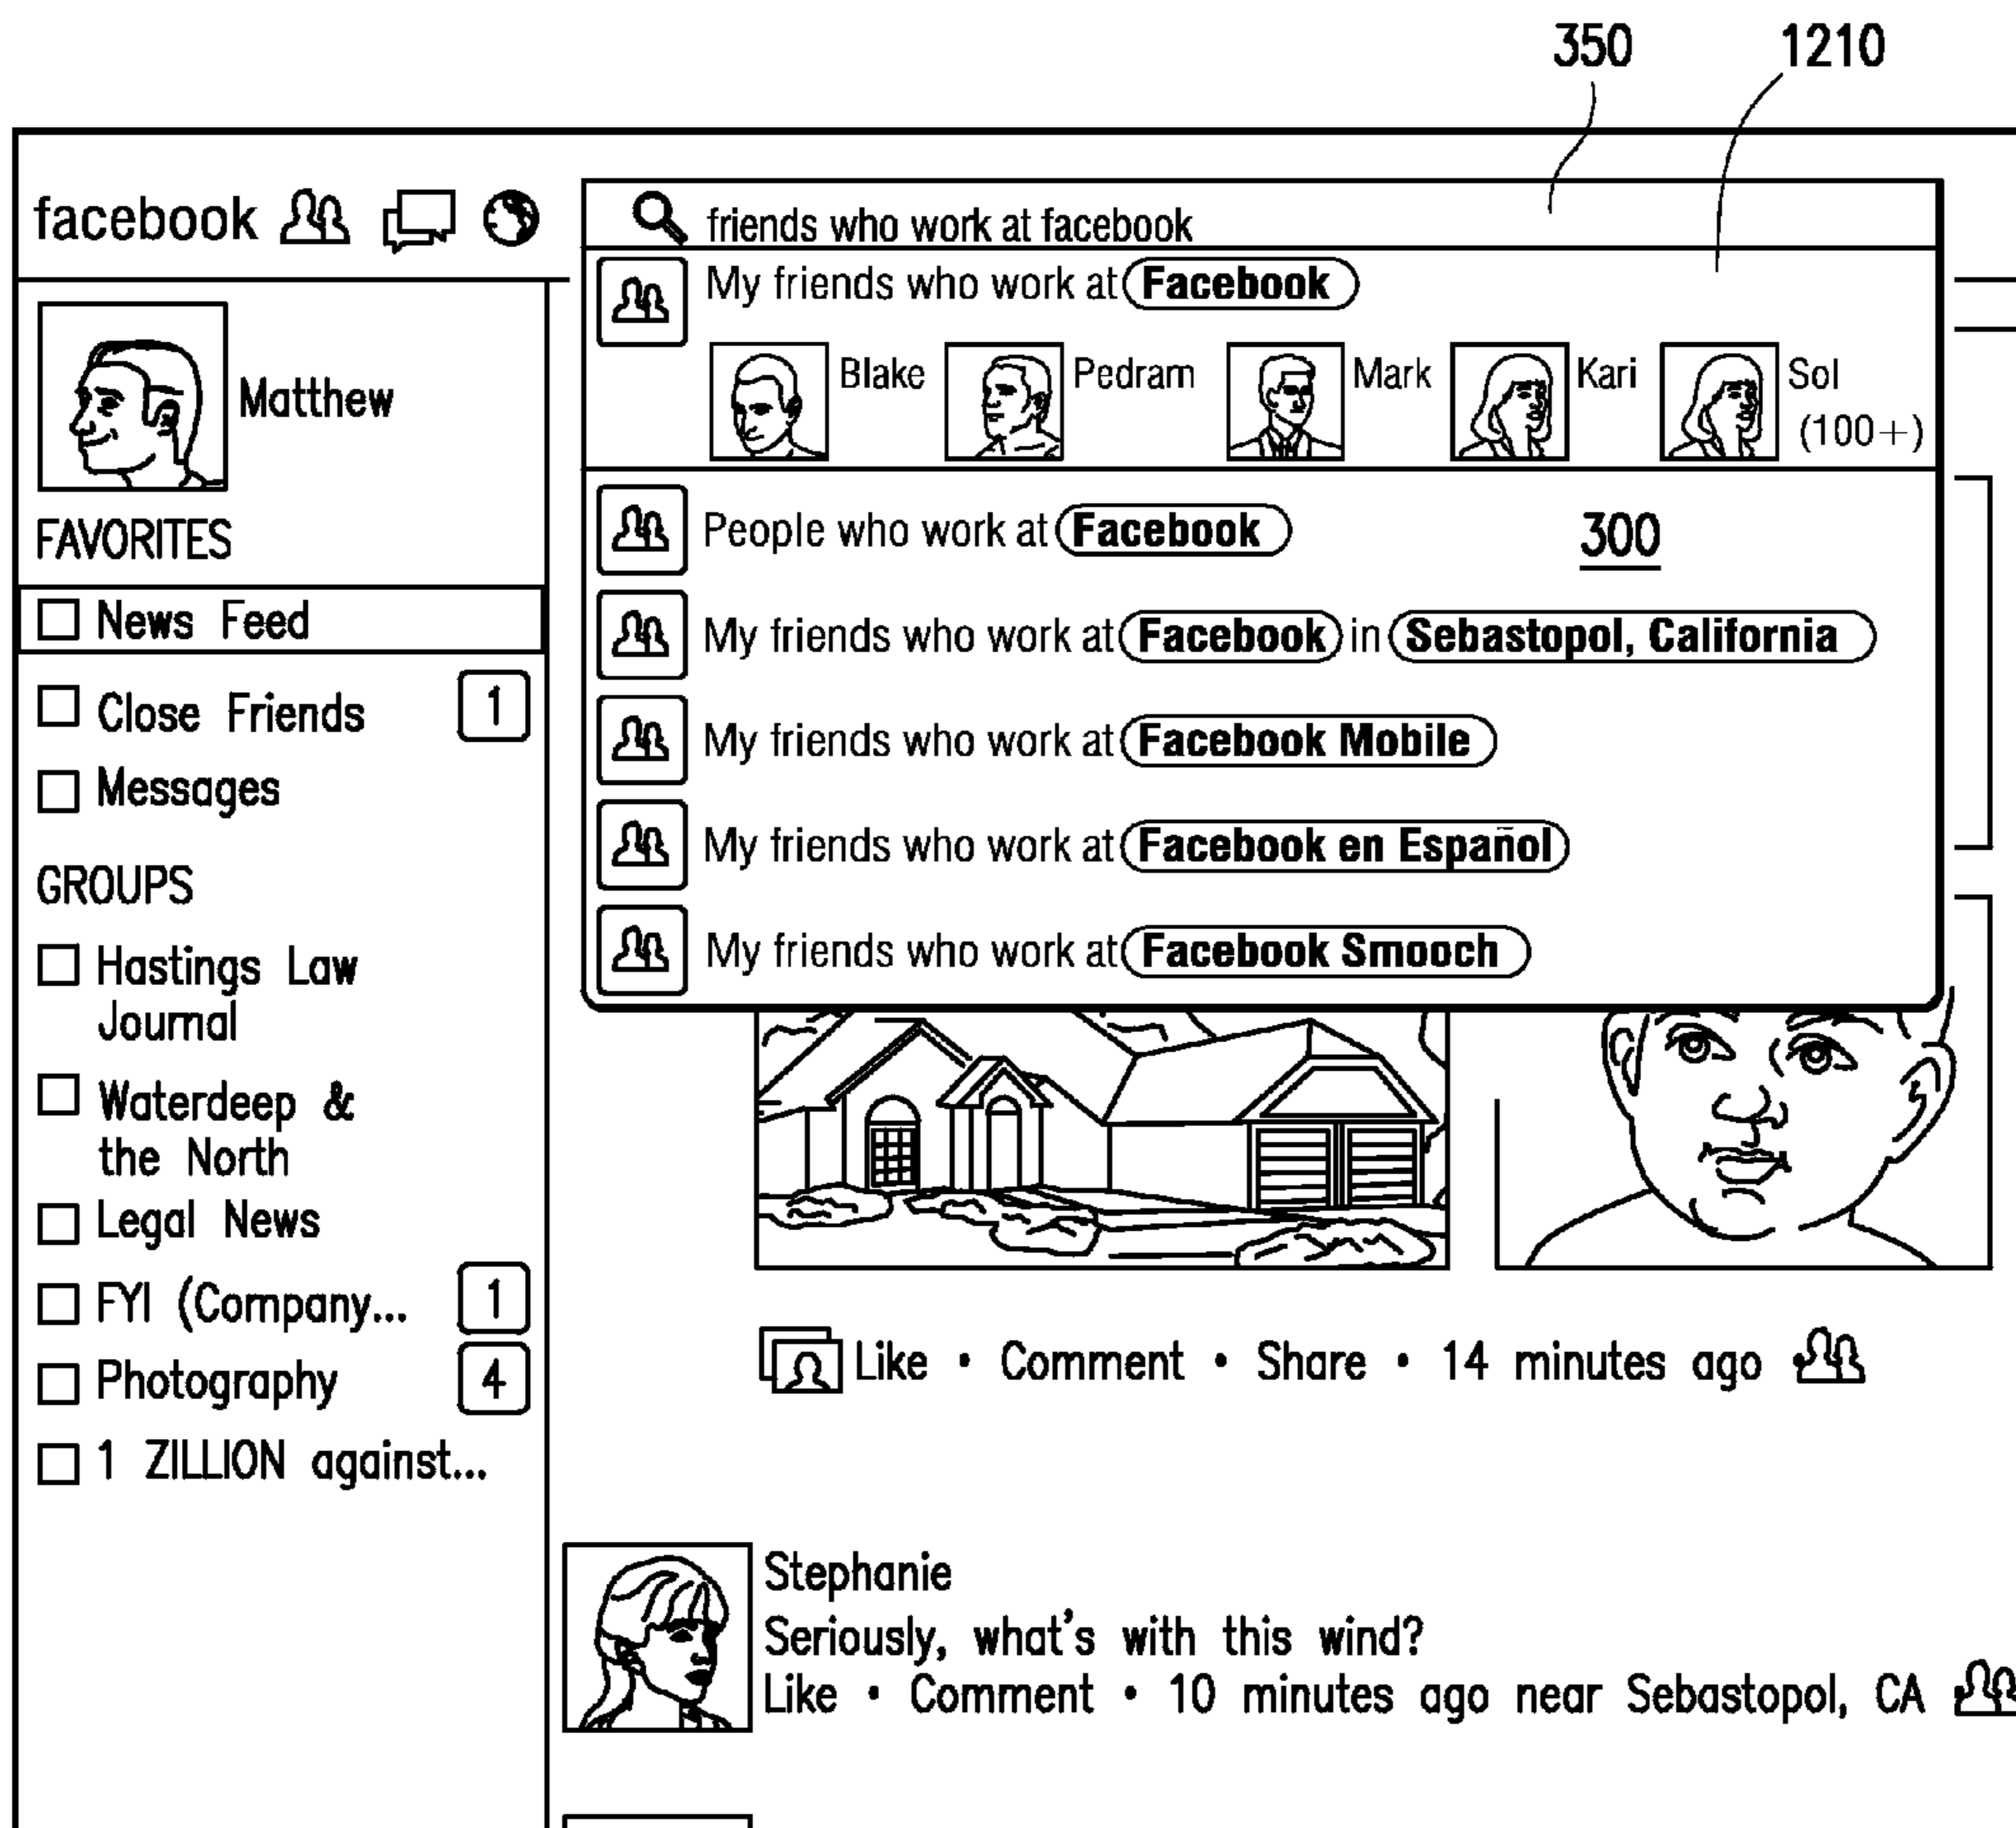 350 1210
facebook
friends who work at facebook
My friends who work at Facebook
Blake Pedram Mark Kari Sol
(100+)
People who work at Facebook
300
My friends who work at Facebook in Sebastopol, California
My friends who work at Facebook Mobile
My friends who work at Facebook en Español
My friends who work at Facebook Smooch
Matthew
FAVORITES
News Feed
Close Friends 1
Messages
GROUPS
Hastings Law
Journal
Waterdeep &
the North
Legal News
FYI (Company... 1
Photography 4
1 ZILLION against...
Like • Comment • Share • 14 minutes ago
Stephanie
Seriously, what's with this wind?
Like • Comment • 10 minutes ago near Sebastopol, CA